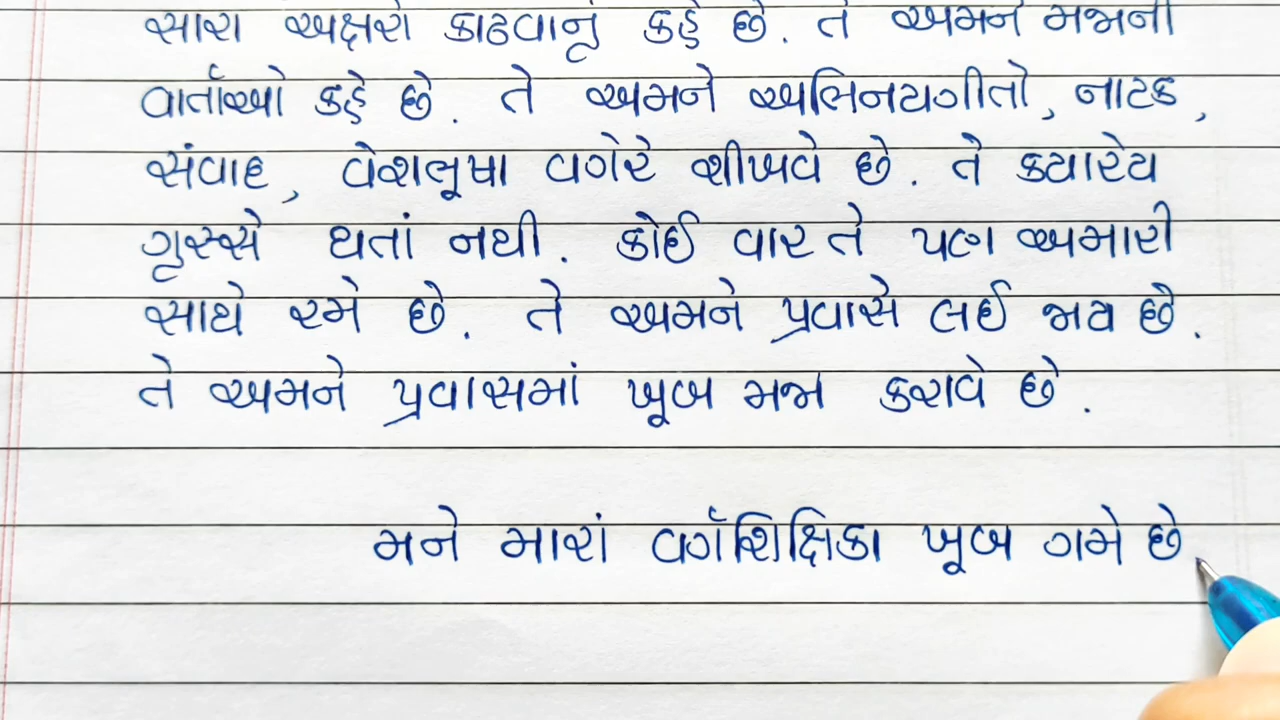 સારા અક્ષરો કાઢવાનું કહે છે. તે અમને મજાની
વાર્તાઓ કહે છે. તે અમને અભિનયગીતો, નાટક,
સંવાદ, વેશભૂષા વગેરે શીખવે છે. તે ક્યારેય
ગુસ્સે થતાં નથી. કોઈ વાર તે પણ અમારી
સાથે રમે છે. તે અમને પ્રવાસે લઈ જાય છે.
તે અમને પ્રવાસમાં ખૂબ મજા કરાવે છે.
મને મારાં વર્ગશિક્ષિકા ખૂબ ગમે છે.